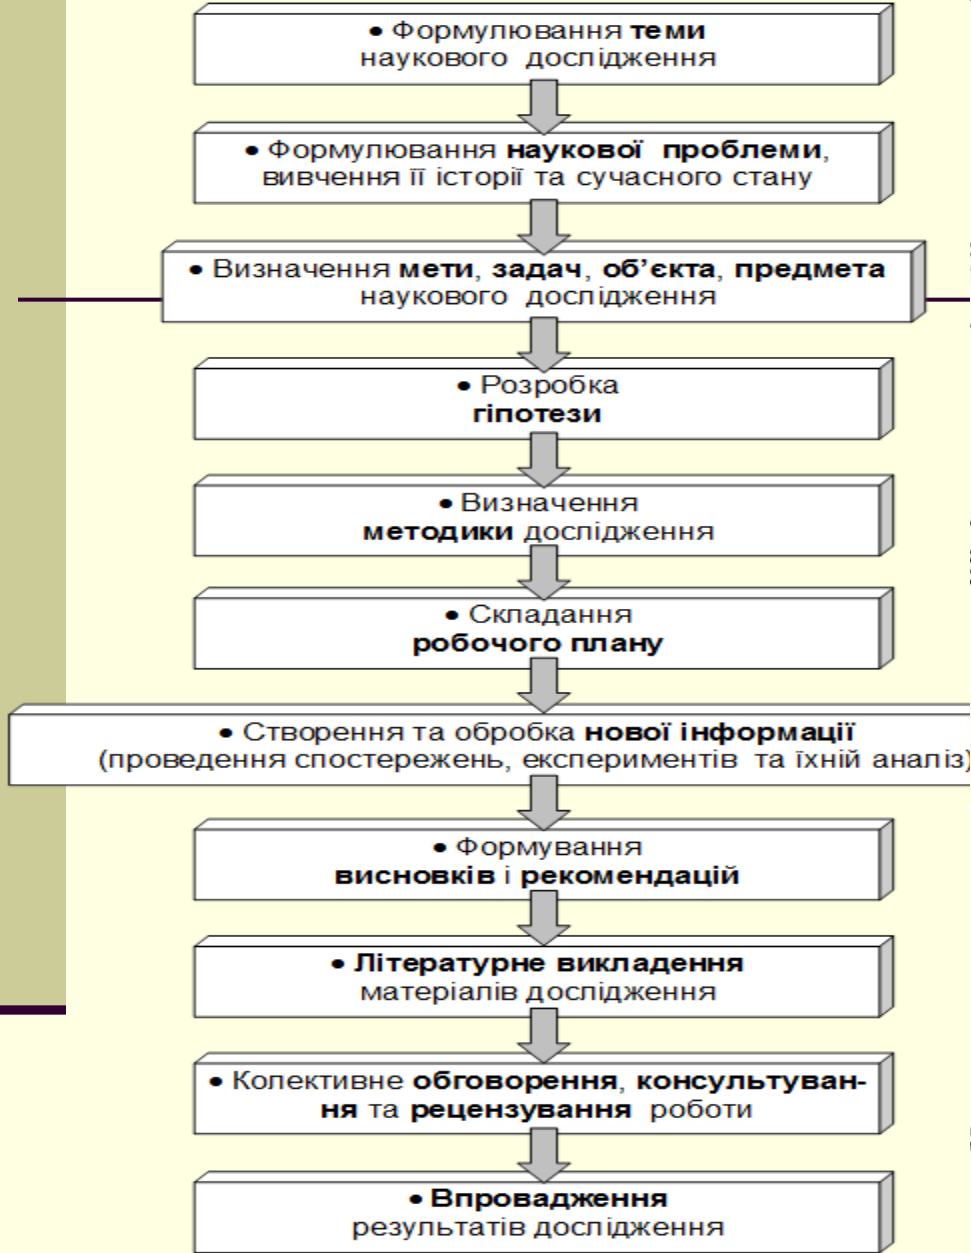 • Формулювання теми
наукового дослідження
• Формулювання наукової проблеми,
вивчення її історії та сучасного стану
• Визначення мети, задач, об’єкта, предмета
наукового дослідження
• Розробка
гіпотези
• Визначення
методики дослідження
• Складання
робочого плану
• Створення та обробка нової інформації
(проведення спостережень, експериментів та їхній аналіз)
• Формування
висновків і рекомендацій
• Літературне викладення
матеріалів дослідження
• Колективне обговорення, консультуван-
ня та рецензування роботи
• Впровадження
результатів дослідження